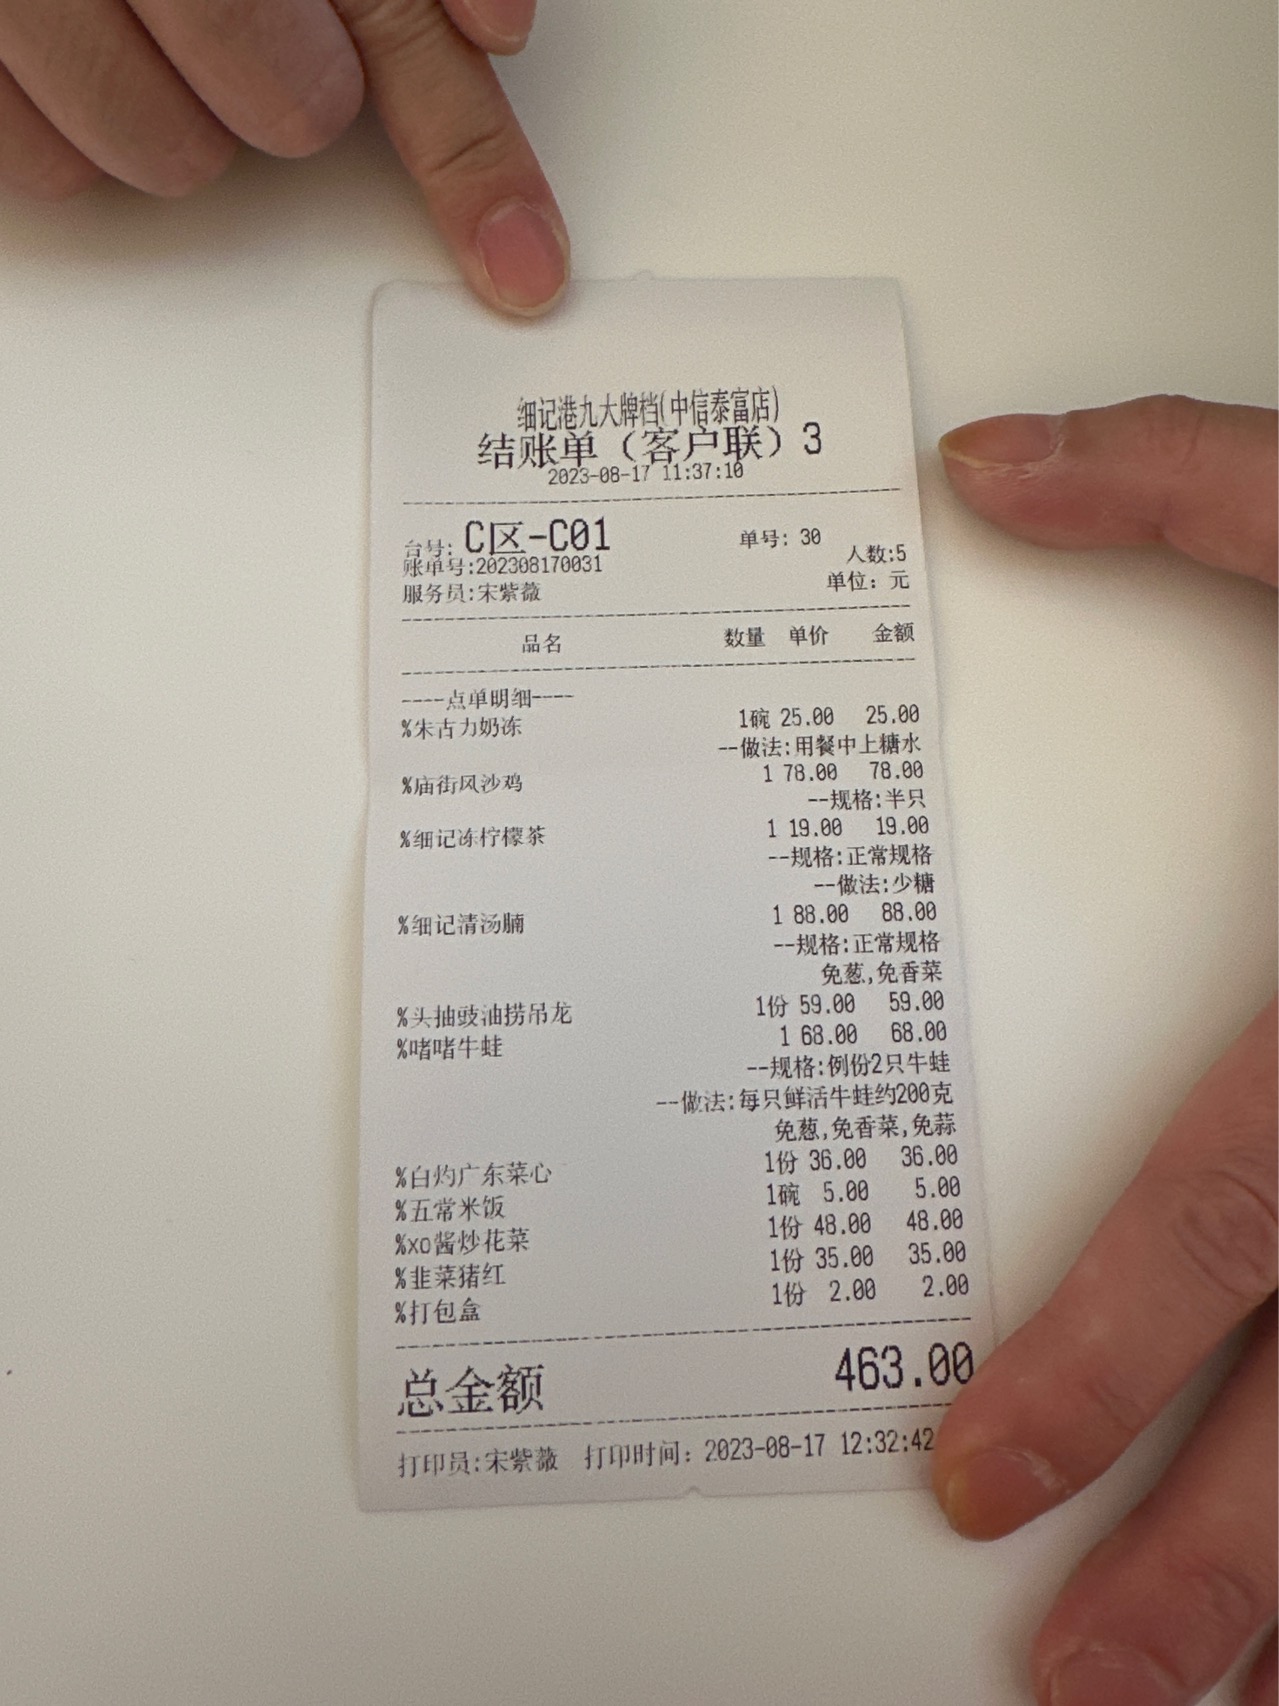 细记港九大牌档(中信泰富店)
结账单（客户联）3
2023-08-17 11:37:10
台号: C区-C01 单号: 30
账单号:202308170031 人数:5
服务员:宋紫薇 单位：元
品名 数量 单价 金额
----点单明细----
%朱古力奶冻 1碗 25.00 25.00
--做法:用餐中上糖水
%庙街风沙鸡 1 78.00 78.00
--规格:半只
%细记冻柠檬茶 1 19.00 19.00
--规格:正常规格
--做法:少糖
%细记清汤腩 1 88.00 88.00
--规格:正常规格
免葱,免香菜
%头抽豉油捞吊龙 1份 59.00 59.00
%啫啫牛蛙 1 68.00 68.00
--规格:例份2只牛蛙
--做法:每只鲜活牛蛙约200克
免葱,免香菜,免蒜
%白灼广东菜心 1份 36.00 36.00
%五常米饭 1碗 5.00 5.00
%xo酱炒花菜 1份 48.00 48.00
%韭菜猪红 1份 35.00 35.00
%打包盒 1份 2.00 2.00
总金额 463.00
打印员:宋紫薇 打印时间：2023-08-17 12:32:42